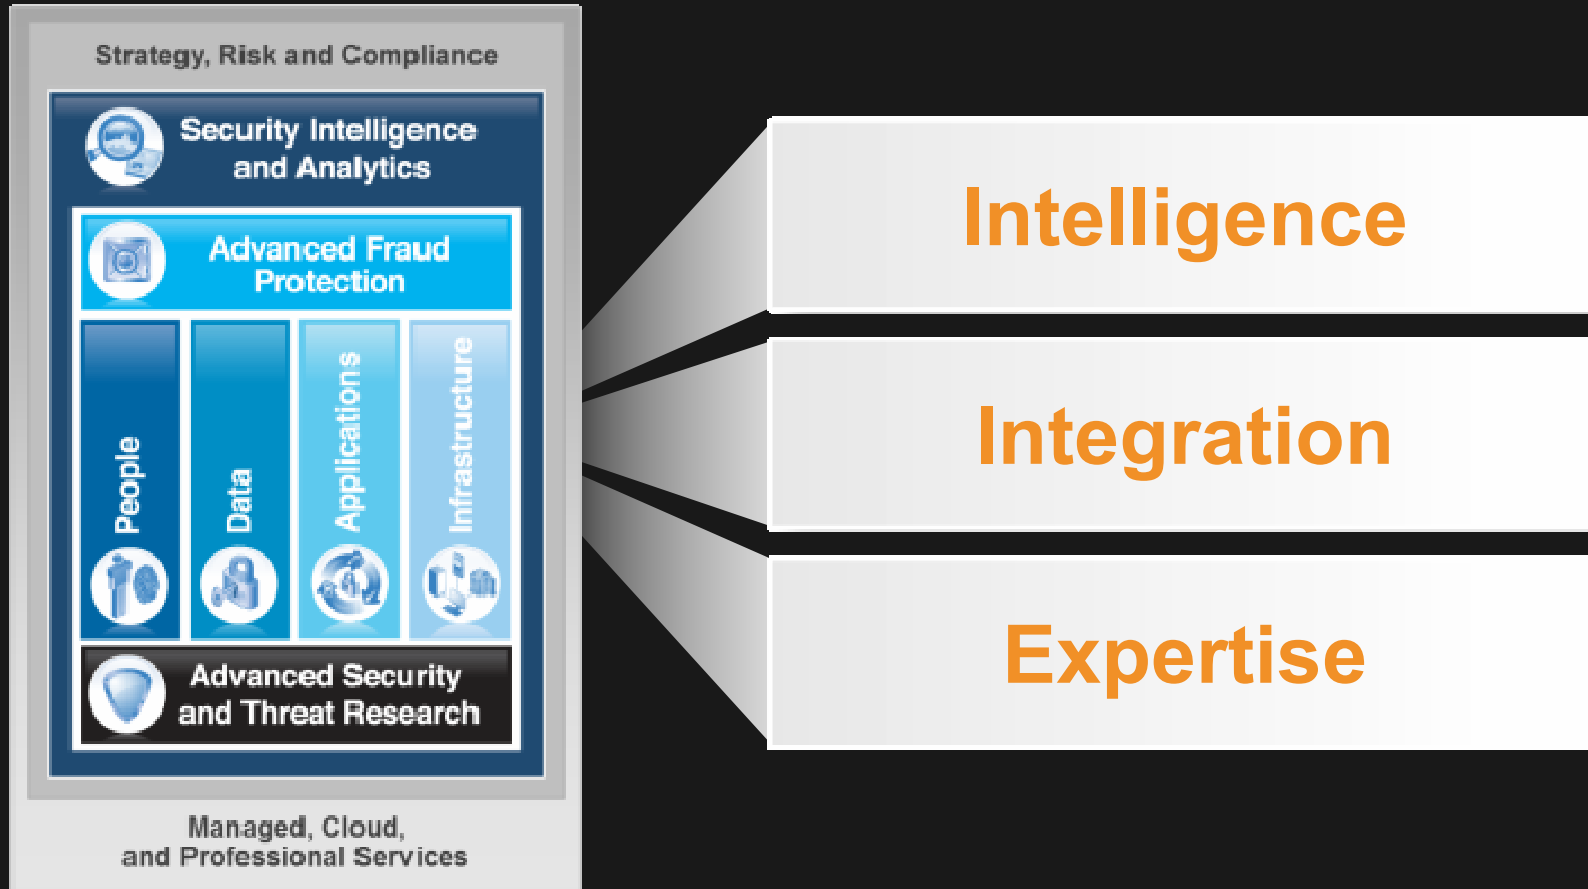 Strategy, Risk and Compliance
Security Intelligence
and Analytics
Advanced Fraud
Protection
People
Data
Applications
Infrastructure
Advanced Security
and Threat Research
Managed, Cloud,
and Professional Services
Intelligence
Integration
Expertise